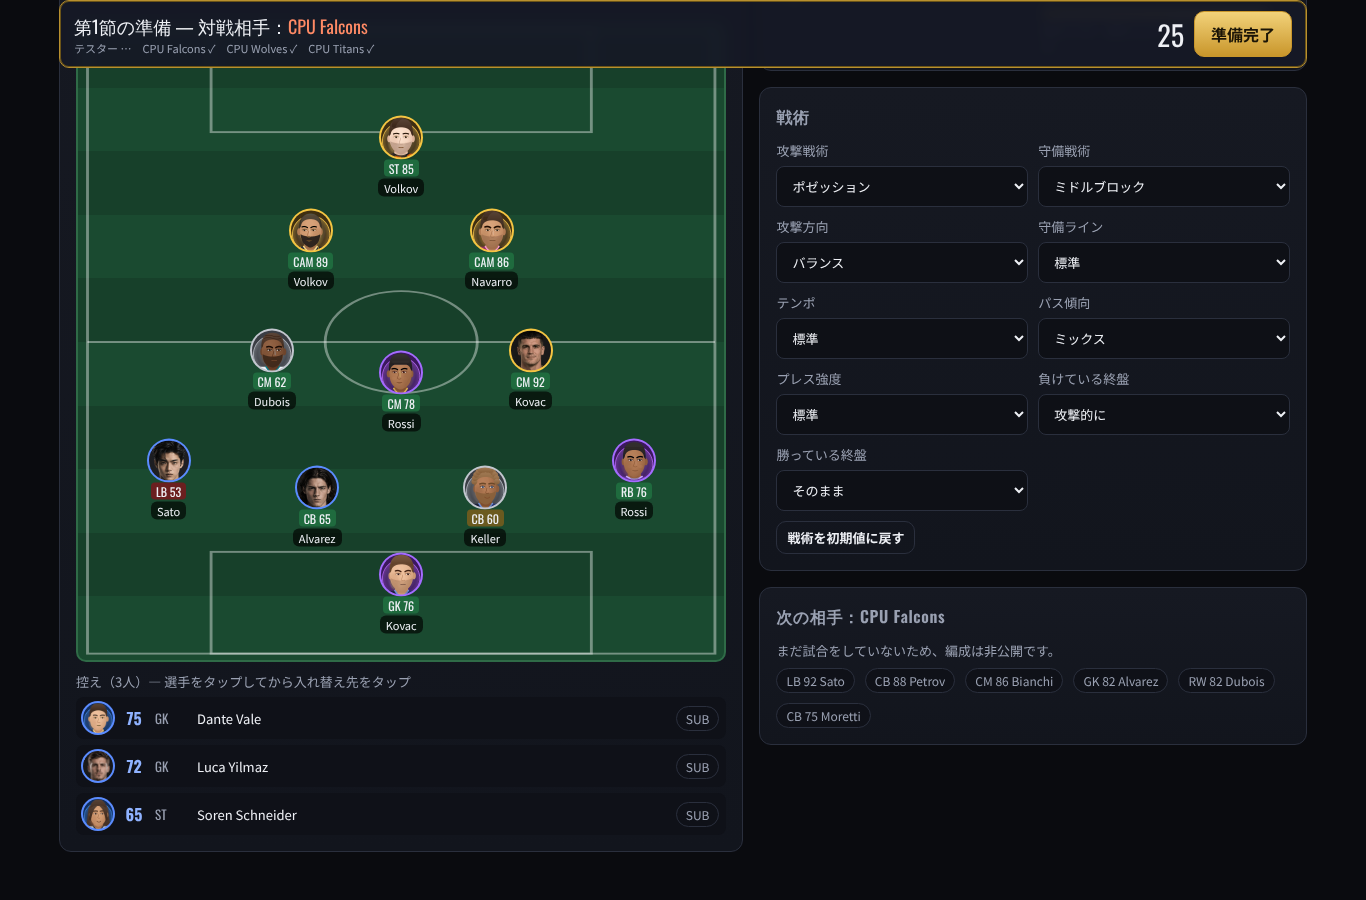 第1節の準備 — 対戦相手：CPU Falcons
テスター … CPU Falcons ✓ CPU Wolves ✓ CPU Titans ✓
25
準備完了
ST 85
Volkov
CAM 89
Volkov
CAM 86
Navarro
CM 62
Dubois
CM 78
Rossi
CM 92
Kovac
LB 53
Sato
CB 65
Alvarez
CB 60
Keller
RB 76
Rossi
GK 76
Kovac
控え（3人）— 選手をタップしてから入れ替え先をタップ
75 GK Dante Vale SUB
72 GK Luca Yilmaz SUB
65 ST Soren Schneider SUB
戦術
攻撃戦術 守備戦術
ポゼッション ミドルブロック
攻撃方向 守備ライン
バランス 標準
テンポ パス傾向
標準 ミックス
プレス強度 負けている終盤
標準 攻撃的に
勝っている終盤
そのまま
戦術を初期値に戻す
次の相手：CPU Falcons
まだ試合をしていないため、編成は非公開です。
LB 92 Sato CB 88 Petrov CM 86 Bianchi GK 82 Alvarez RW 82 Dubois
CB 75 Moretti